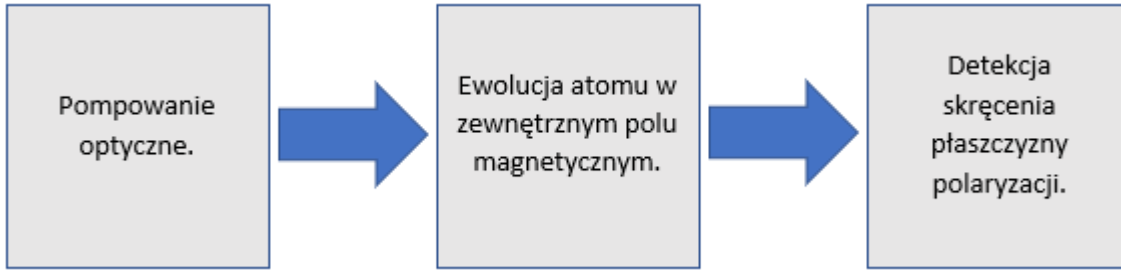 Pompowanie
optyczne.
Ewolucja atomu w
zewnętrznym polu
magnetycznym.
Detekcja
skręcenia
płaszczyzny
polaryzacji.